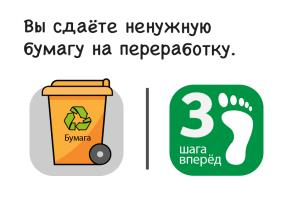 Вы сдаёте ненужную
бумагу на переработку.
Бумага
3
шага
вперёд